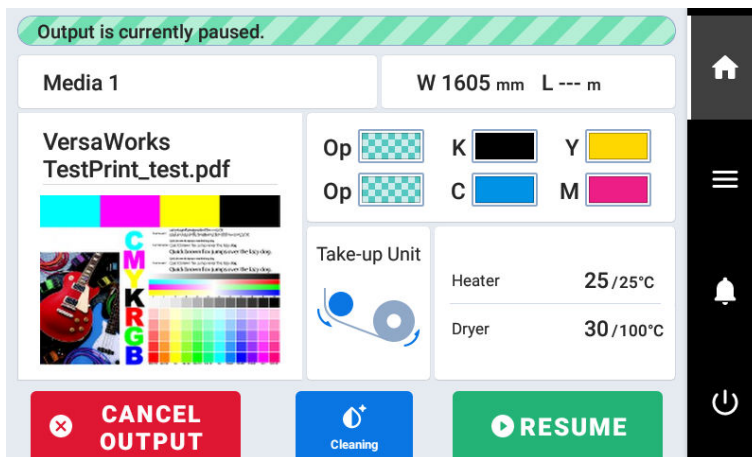 Output is currently paused.
Media 1
W 1605 mm L --- m
VersaWorks
TestPrint_test.pdf
Op
K
Y
Op
C
M
C
M
Y
K
R
G
B
Quick brown fox jumps over the lazy dog.
Quick brown fox jumps over the lazy dog.
Take-up Unit
Heater 25/25°C
Dryer 30/100°C
CANCEL
OUTPUT
Cleaning
RESUME